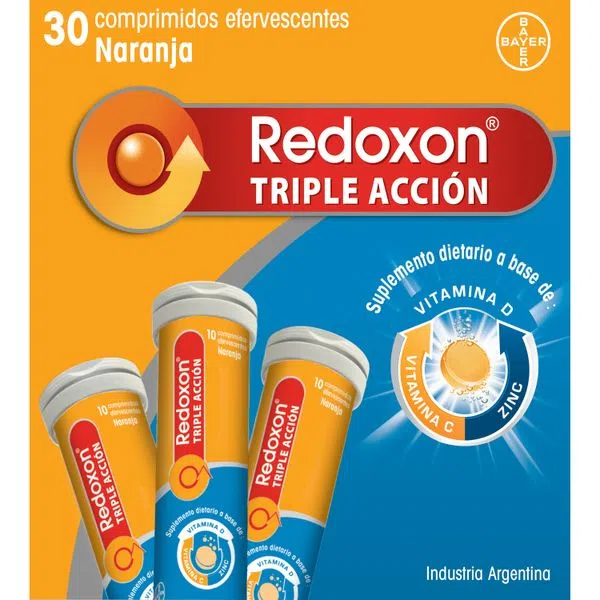 30 comprimidos efervescentes
Naranja
BAYER
BAYER
Redoxon®
TRIPLE ACCIÓN
Suplemento dietario a base de:
VITAMINA D
VITAMINA C
ZINC
10 comprimidos efervescentes
Naranja
Redoxon®
TRIPLE ACCIÓN
10 comprimidos efervescentes
Naranja
Redoxon®
TRIPLE ACCIÓN
Suplemento dietario a base de:
VITAMINA D
VITAMINA C
ZINC
10 comprimidos efervescentes
Naranja
Redoxon®
TRIPLE ACCIÓN
Industria Argentina